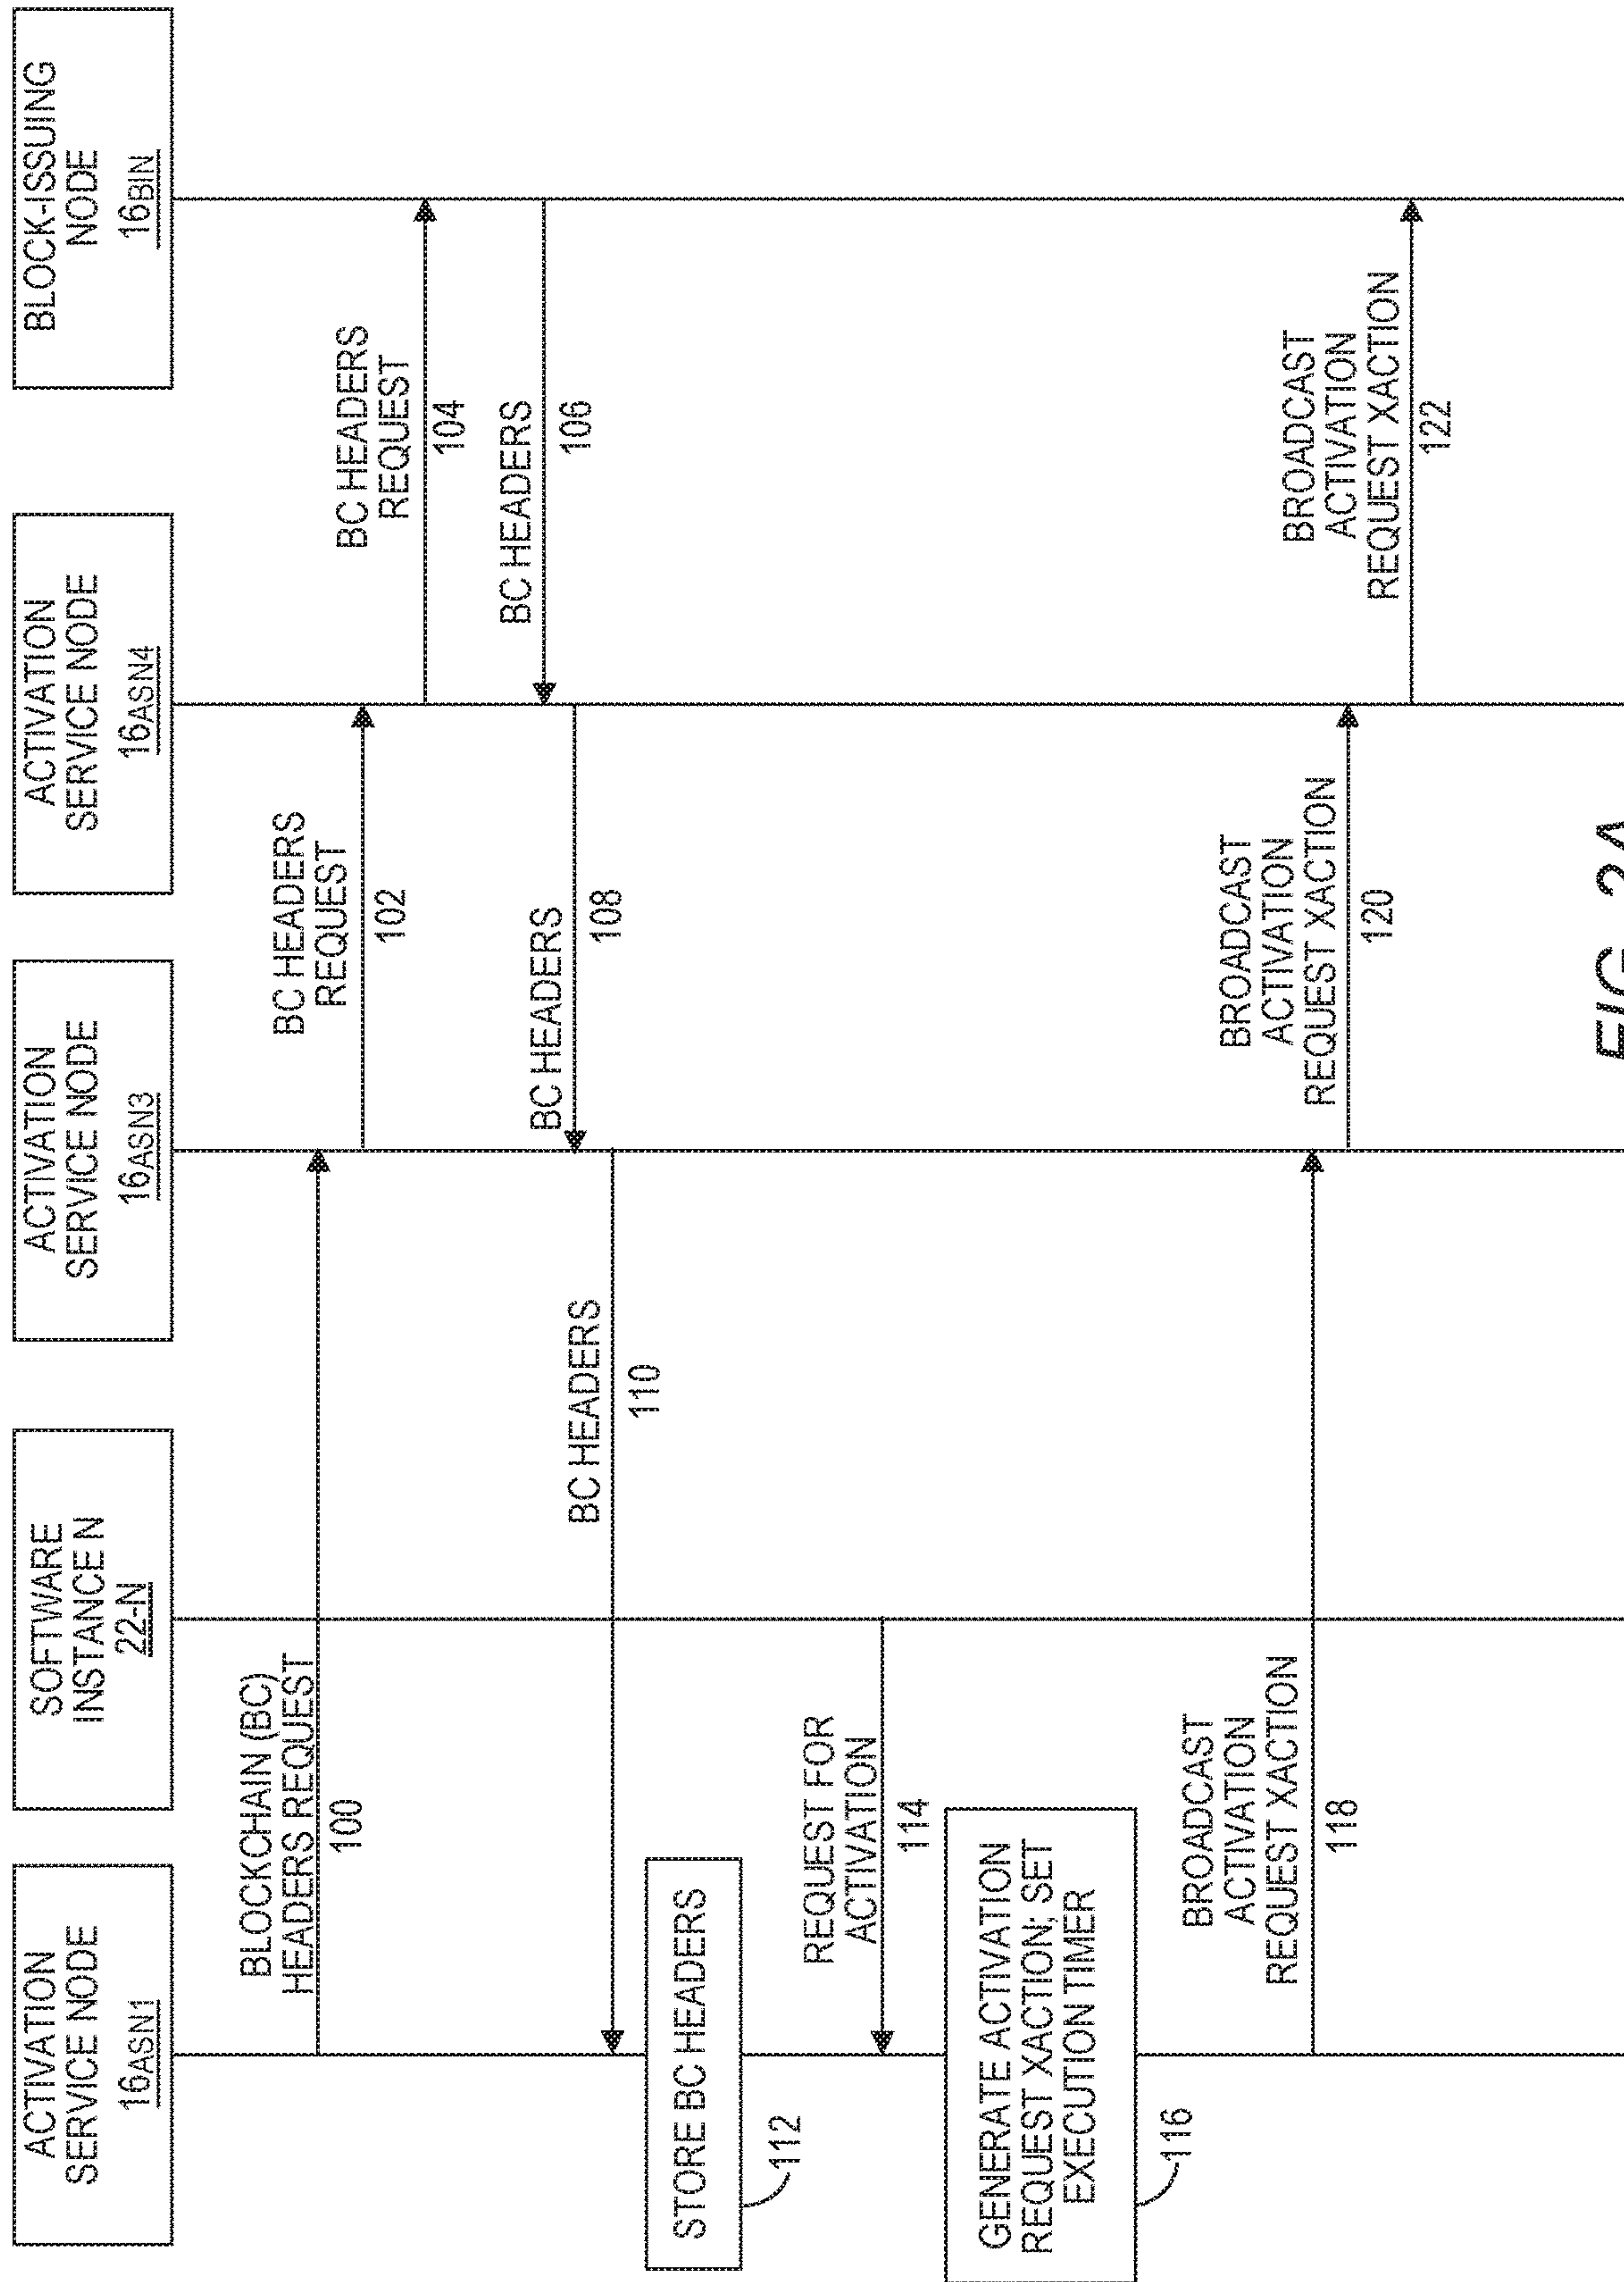 ACTIVATION
SERVICE NODE
16ASN1
SOFTWARE
INSTANCE N
22-N
ACTIVATION
SERVICE NODE
16ASN3
ACTIVATION
SERVICE NODE
16ASN4
BLOCK-ISSUING
NODE
16BIN
BLOCKCHAIN (BC)
HEADERS REQUEST
100
BC HEADERS
REQUEST
102
BC HEADERS
REQUEST
104
BC HEADERS
106
BC HEADERS
108
BC HEADERS
110
STORE BC HEADERS
112
REQUEST FOR
ACTIVATION
114
GENERATE ACTIVATION
REQUEST XACTION; SET
EXECUTION TIMER
116
BROADCAST
ACTIVATION
REQUEST XACTION
118
BROADCAST
ACTIVATION
REQUEST XACTION
120
BROADCAST
ACTIVATION
REQUEST XACTION
122
FIG. 2A